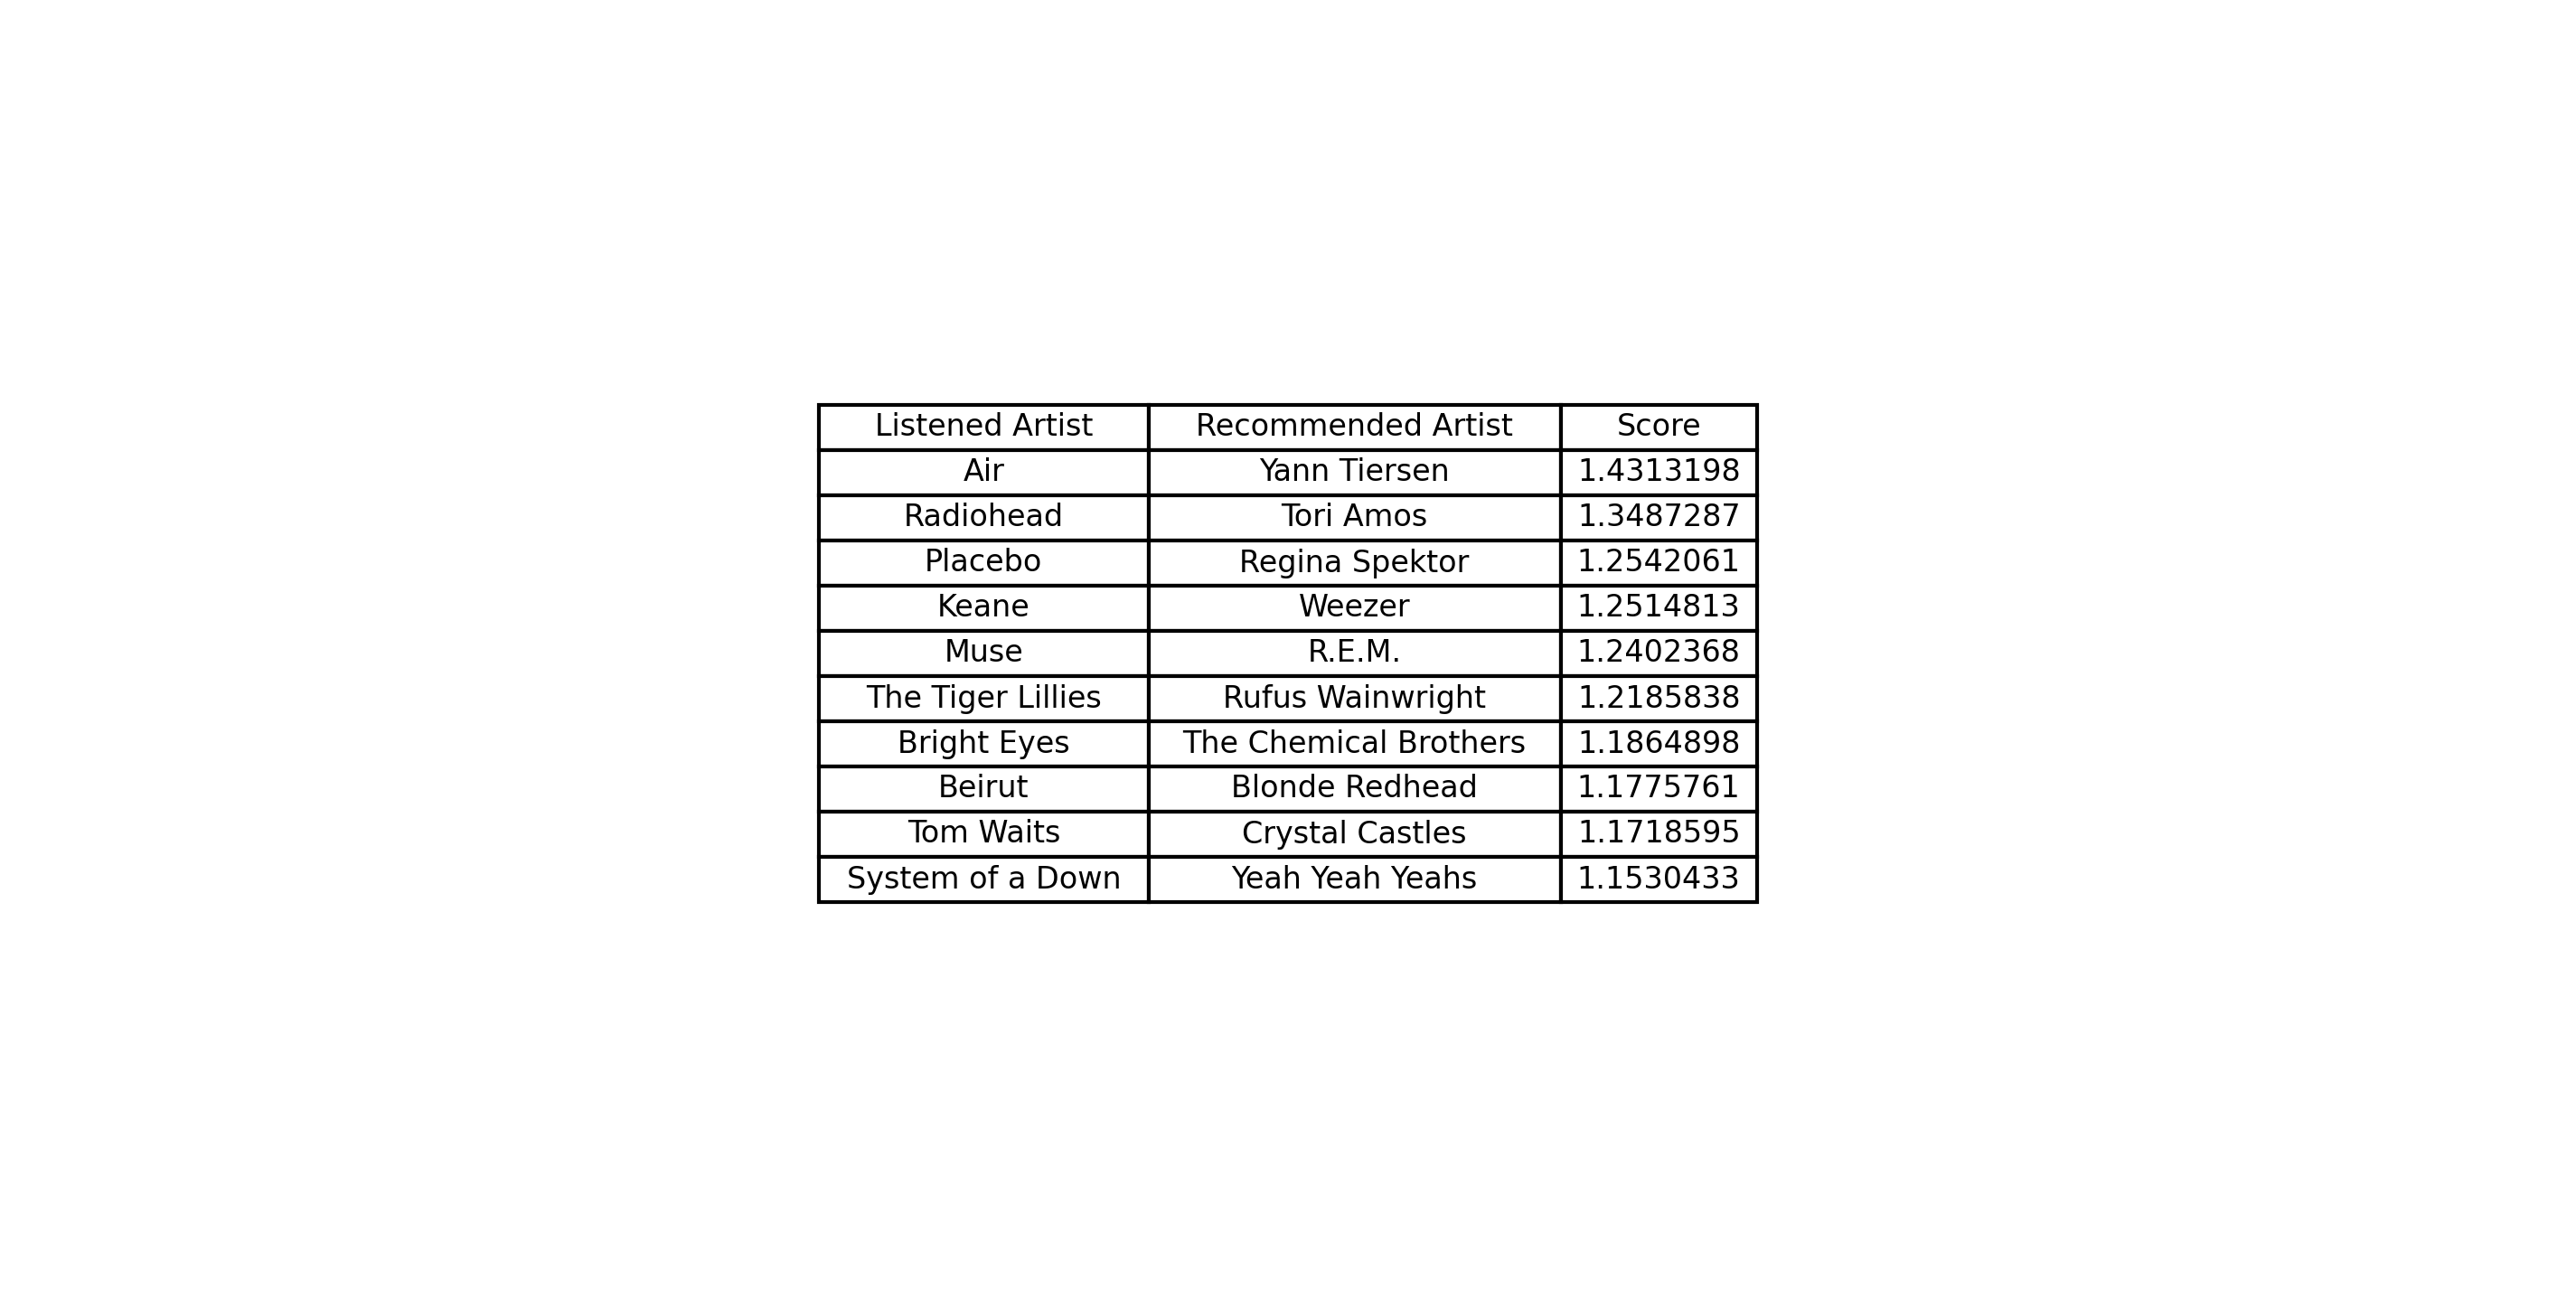 Listened Artist Recommended Artist Score
Air Yann Tiersen 1.4313198
Radiohead Tori Amos 1.3487287
Placebo Regina Spektor 1.2542061
Keane Weezer 1.2514813
Muse R.E.M. 1.2402368
The Tiger Lillies Rufus Wainwright 1.2185838
Bright Eyes The Chemical Brothers 1.1864898
Beirut Blonde Redhead 1.1775761
Tom Waits Crystal Castles 1.1718595
System of a Down Yeah Yeah Yeahs 1.1530433